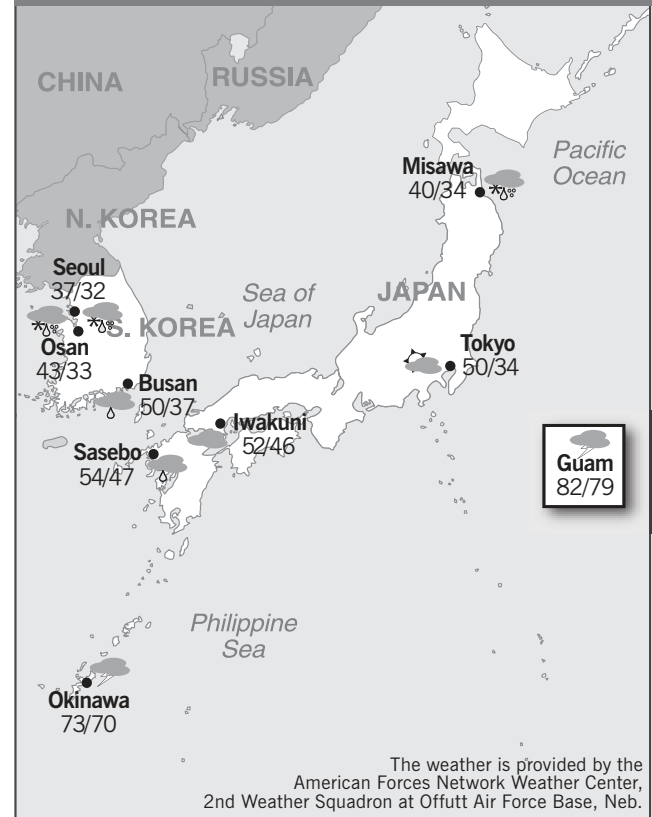 CHINA
RUSSIA
Pacific
Ocean
Misawa
40/34
N. KOREA
Seoul
37/32
Sea of
Japan
JAPAN
S. KOREA
Osan
43/33
Tokyo
50/34
Busan
50/37
Iwakuni
52/46
Sasebo
54/47
Guam
82/79
Philippine
Sea
Okinawa
73/70
The weather is provided by the
American Forces Network Weather Center,
2nd Weather Squadron at Offutt Air Force Base, Neb.